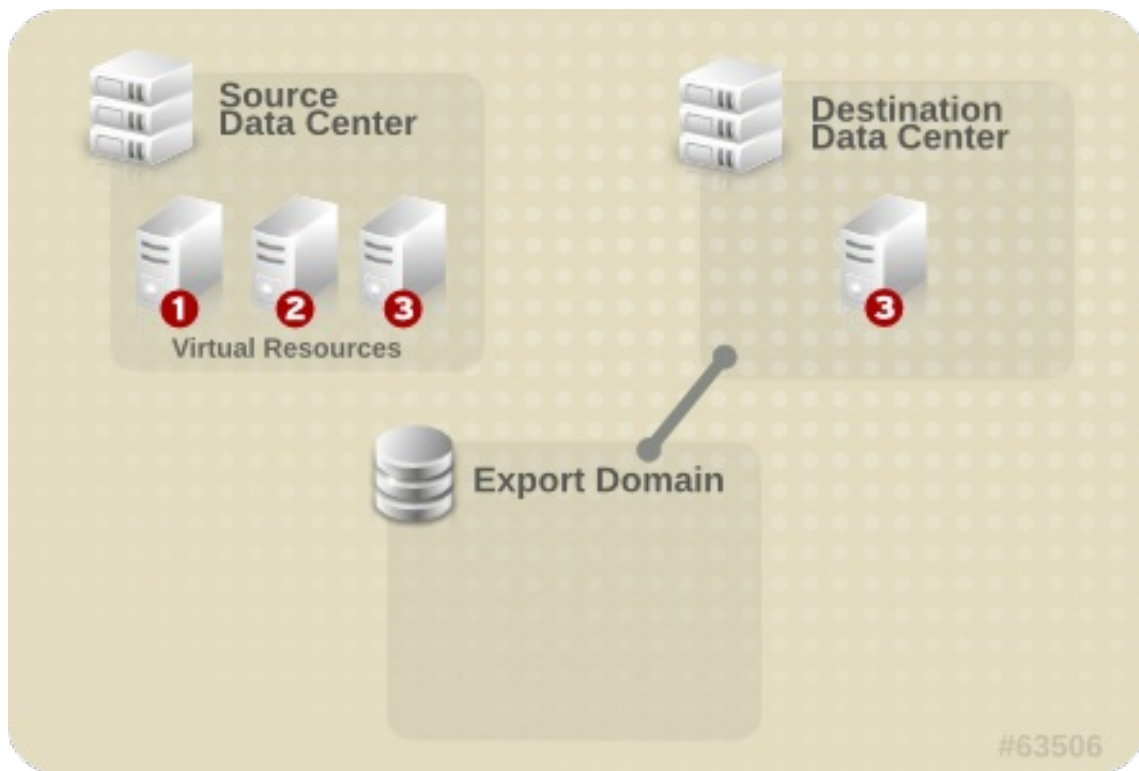 Source
Data Center
Destination
Data Center
1
2
3
3
Virtual Resources
Export Domain
#63506